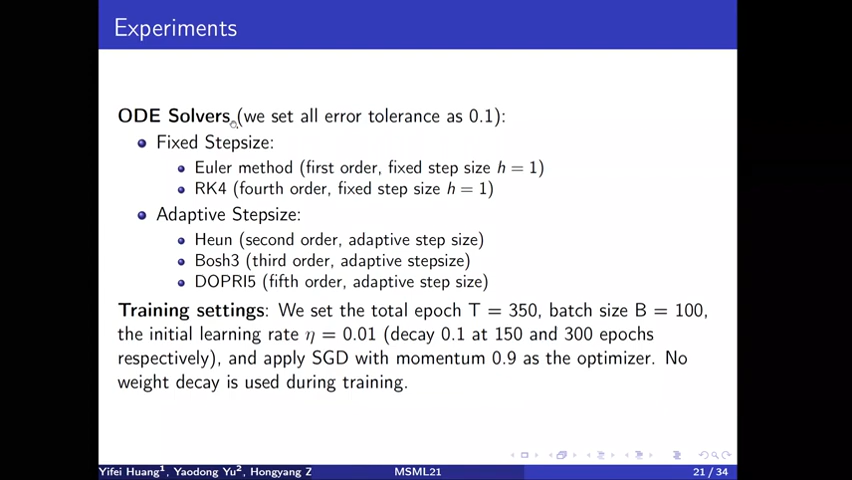 Experiments
ODE Solvers (we set all error tolerance as 0.1):
Fixed Stepsize:
Euler method (first order, fixed step size h = 1)
RK4 (fourth order, fixed step size h = 1)
Adaptive Stepsize:
Heun (second order, adaptive step size)
Bosh3 (third order, adaptive stepsize)
DOPRI5 (fifth order, adaptive step size)
Training settings: We set the total epoch T = 350, batch size B = 100,
the initial learning rate η = 0.01 (decay 0.1 at 150 and 300 epochs
respectively), and apply SGD with momentum 0.9 as the optimizer. No
weight decay is used during training.
Yifei Huang¹, Yaodong Yu², Hongyang Z MSML21 21 / 34